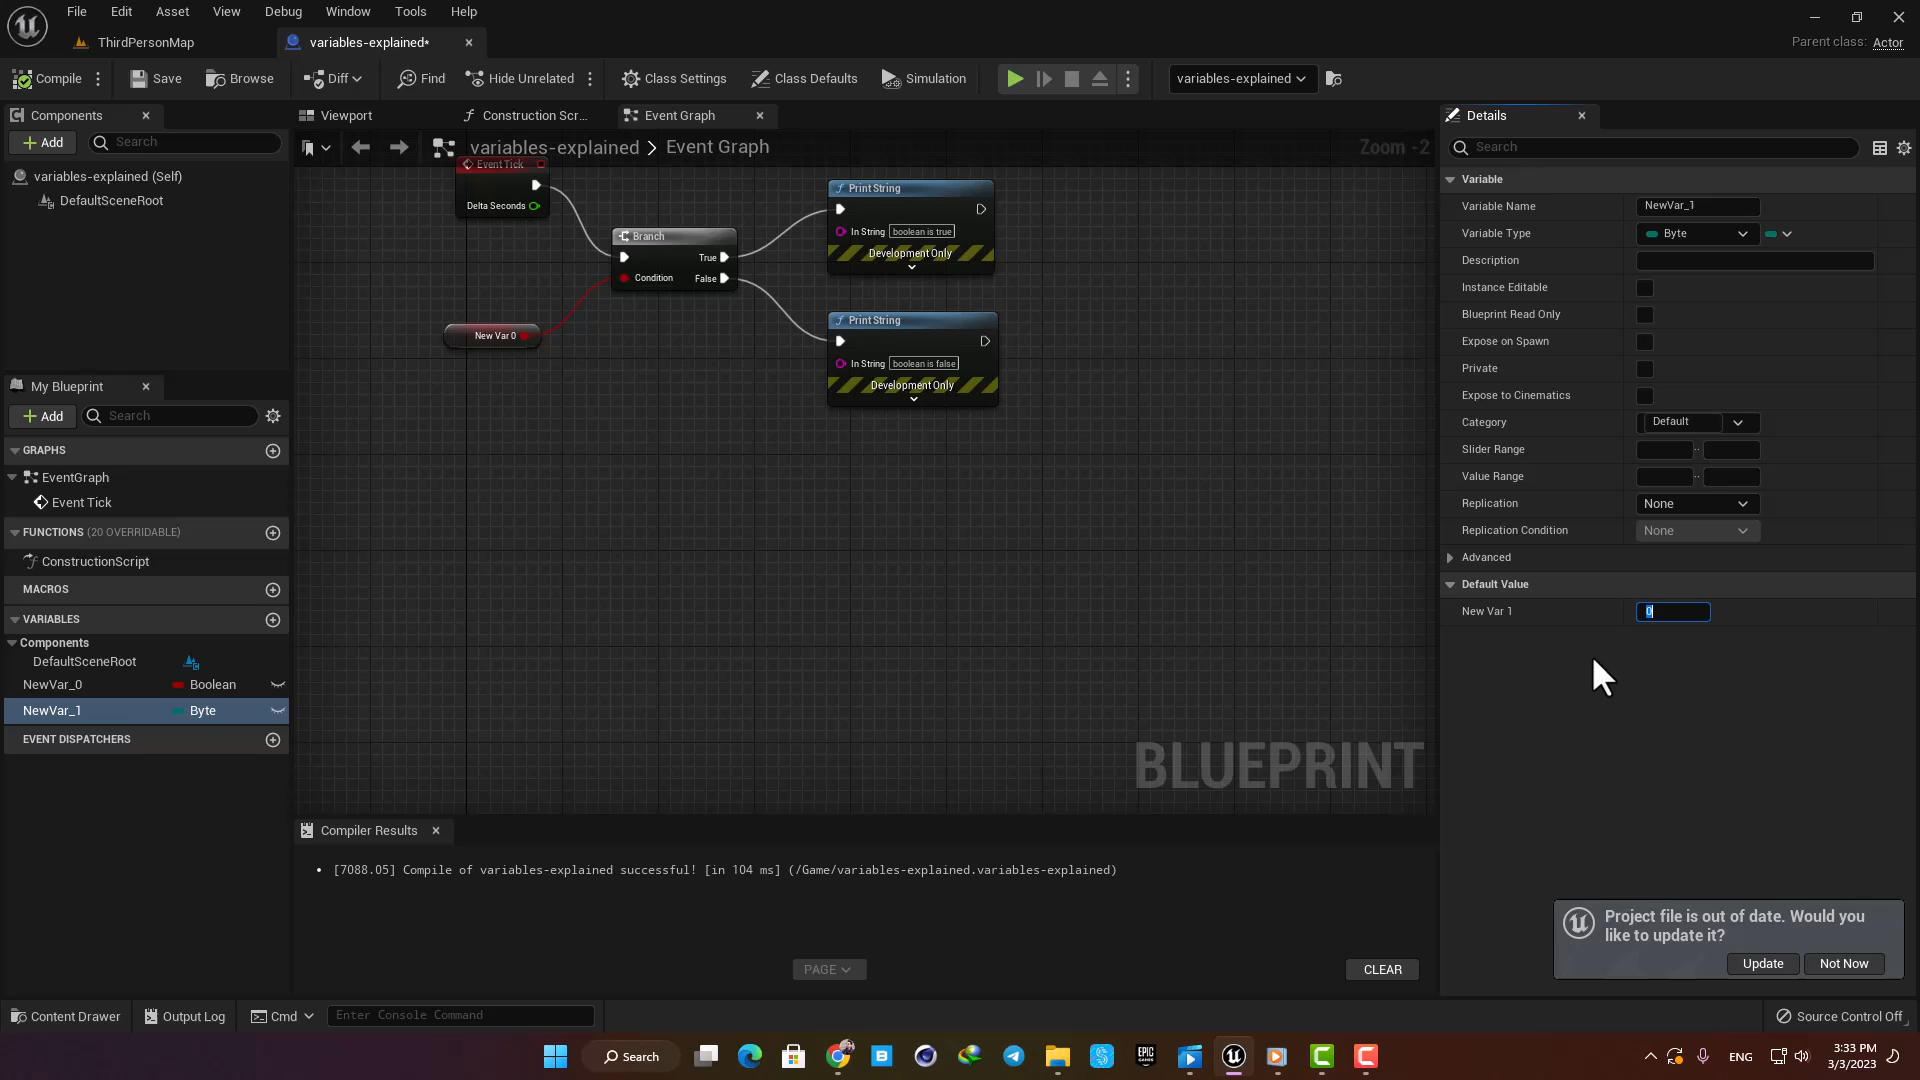 File Edit Asset View Debug Window Tools Help
ThirdPersonMap
variables-explained*
Parent class: Actor
Compile
Save
Browse
Diff
Find
Hide Unrelated
Class Settings
Class Defaults
Simulation
variables-explained
Components
Add
Search
variables-explained (Self)
DefaultSceneRoot
My Blueprint
Add
Search
GRAPHS
EventGraph
Event Tick
FUNCTIONS (20 OVERRIDABLE)
ConstructionScript
MACROS
VARIABLES
Components
DefaultSceneRoot
NewVar_0 Boolean
NewVar_1 Byte
EVENT DISPATCHERS
Viewport
Construction Scr...
Event Graph
variables-explained > Event Graph
Zoom -2
Event Tick
Delta Seconds
Branch
True
Condition
False
New Var 0
Print String
In String boolean is true
Development Only
Print String
In String boolean is false
Development Only
BLUEPRINT
Compiler Results
• [7088.05] Compile of variables-explained successful! [in 104 ms] (/Game/variables-explained.variables-explained)
PAGE
CLEAR
Details
Search
Variable
Variable Name NewVar_1
Variable Type Byte
Description
Instance Editable
Blueprint Read Only
Expose on Spawn
Private
Expose to Cinematics
Category Default
Slider Range ..
Value Range ..
Replication None
Replication Condition None
Advanced
Default Value
New Var 1 0
Project file is out of date. Would you
like to update it?
Update
Not Now
Content Drawer
Output Log
Cmd
Enter Console Command
Source Control Off
Search
EPIC
GAMES
ENG
3:33 PM
3/3/2023